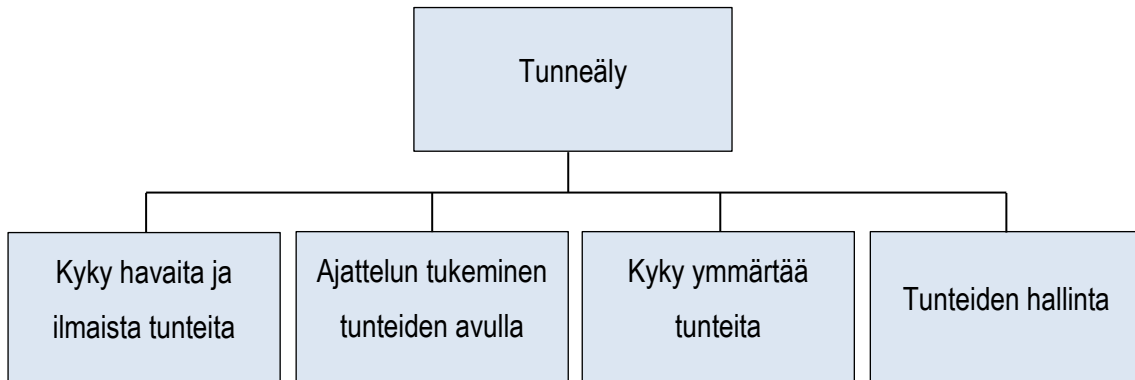 Tunneäly
Kyky havaita ja
ilmaista tunteita
Ajattelun tukeminen
tunteiden avulla
Kyky ymmärtää
tunteita
Tunteiden hallinta